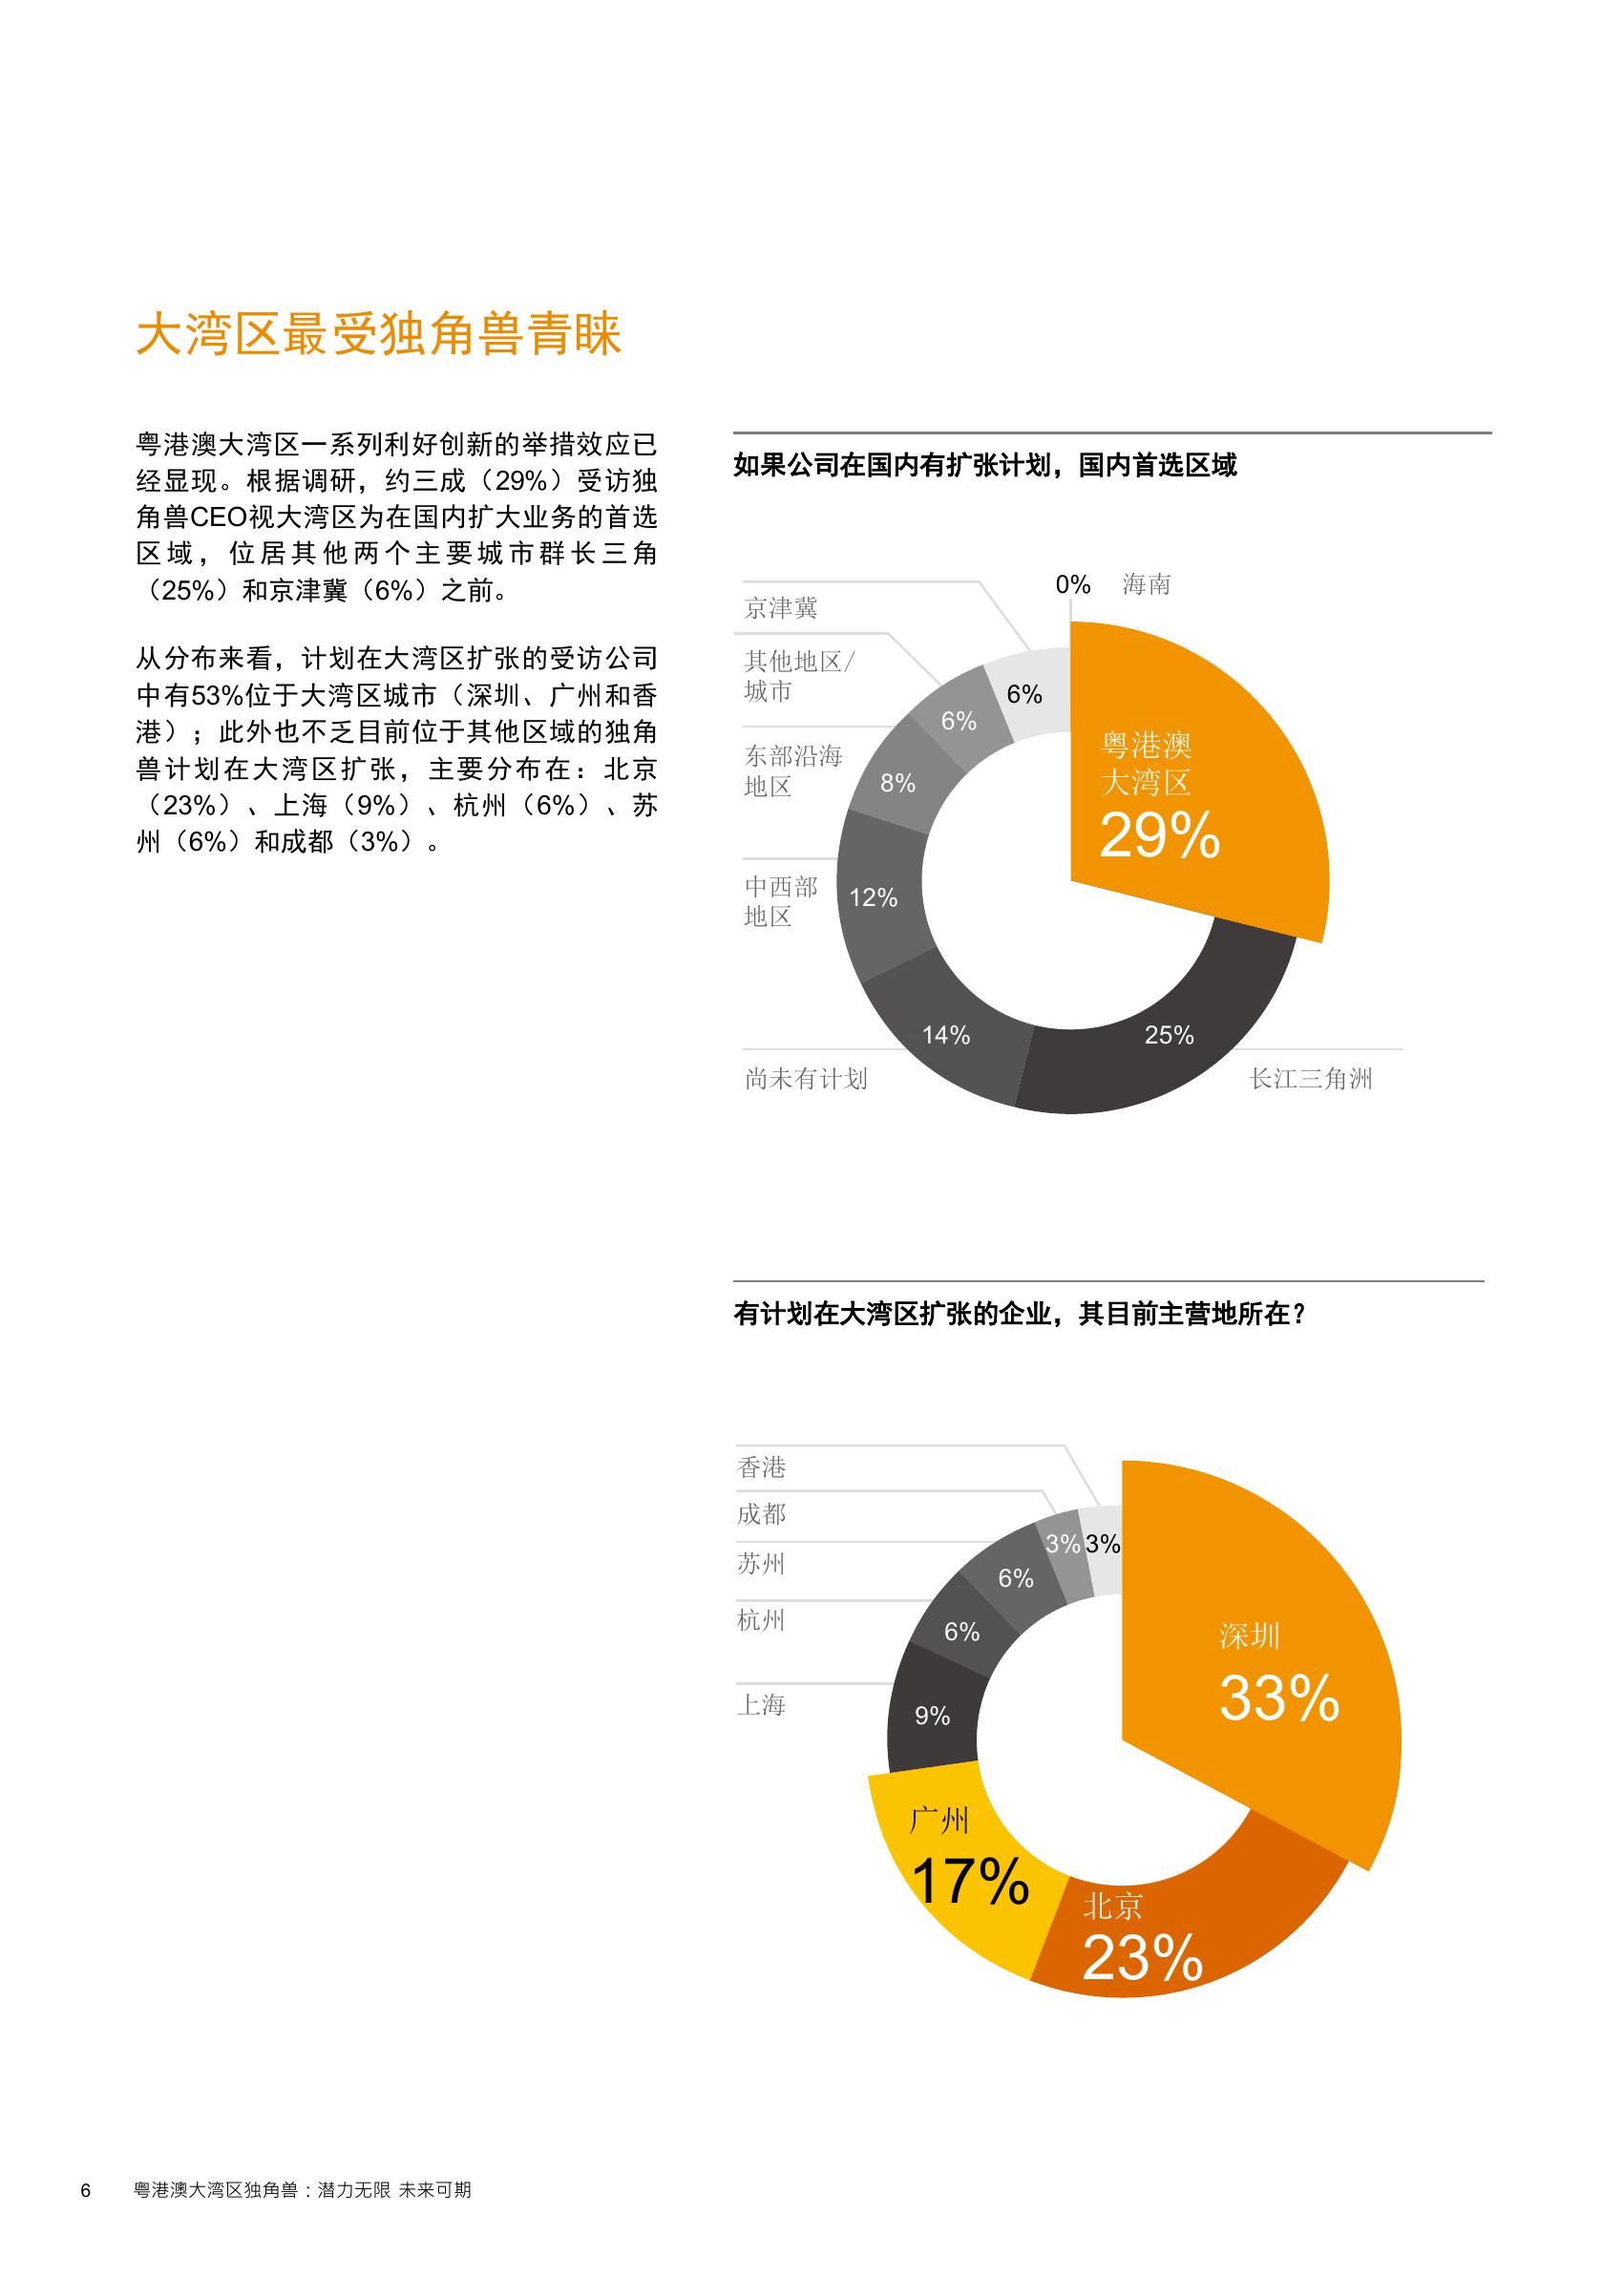 大湾区最受独角兽青睐
粤港澳大湾区一系列利好创新的举措效应已
经显现。根据调研，约三成（29%）受访独
角兽CEO视大湾区为在国内扩大业务的首选
区域，位居其他两个主要城市群长三角
（25%）和京津冀（6%）之前。
从分布来看，计划在大湾区扩张的受访公司
中有53%位于大湾区城市（深圳、广州和香
港）；此外也不乏目前位于其他区域的独角
兽计划在大湾区扩张，主要分布在：北京
（23%）、上海（9%）、杭州（6%）、苏
州（6%）和成都（3%）。
如果公司在国内有扩张计划，国内首选区域
0% 海南
京津冀
6%
其他地区/
城市
6%
东部沿海
地区
8%
中西部
地区
12%
尚未有计划
14%
粤港澳
大湾区
29%
25%
长江三角洲
有计划在大湾区扩张的企业，其目前主营地所在？
香港
3%
成都
3%
苏州
6%
杭州
6%
上海
9%
深圳
33%
广州
17%
北京
23%
6 粤港澳大湾区独角兽：潜力无限 未来可期